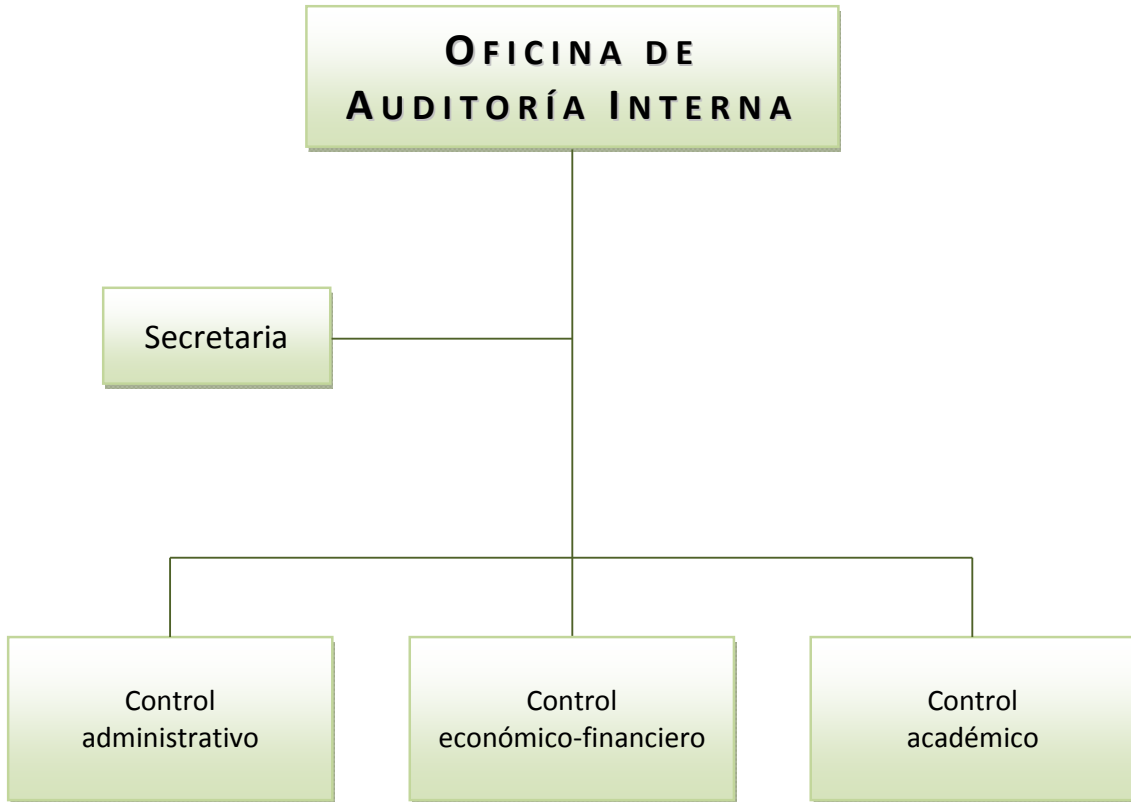 OFICINA DE
AUDITORÍA INTERNA
Secretaria
Control
administrativo
Control
económico-financiero
Control
académico